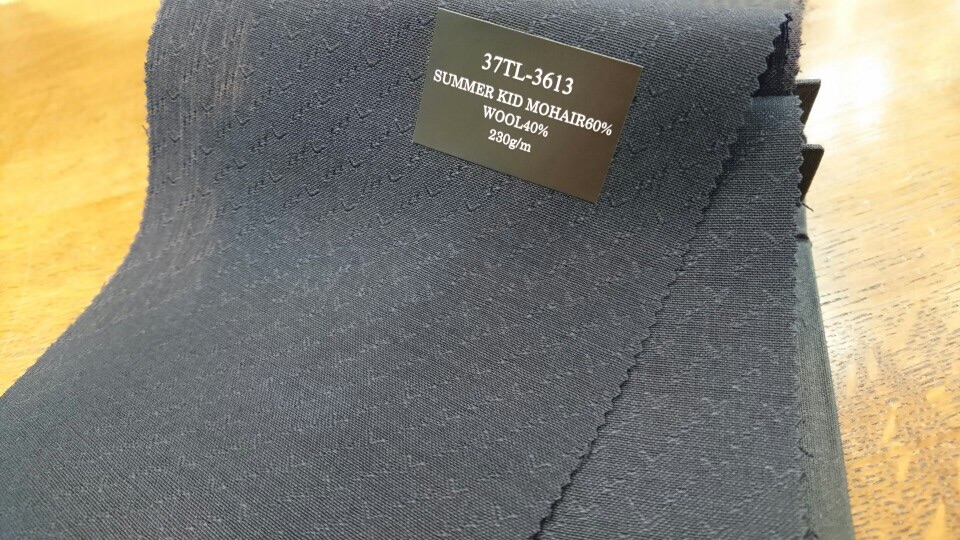 37TL-3613
SUMMER KID MOHAIR60%
WOOL40%
230g/m